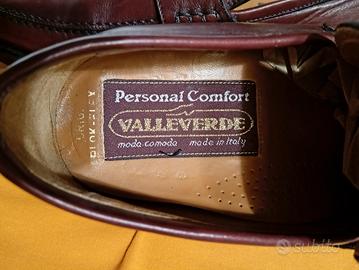 Personal Comfort
VALLEVERDE
moda comoda made in Italy
subito